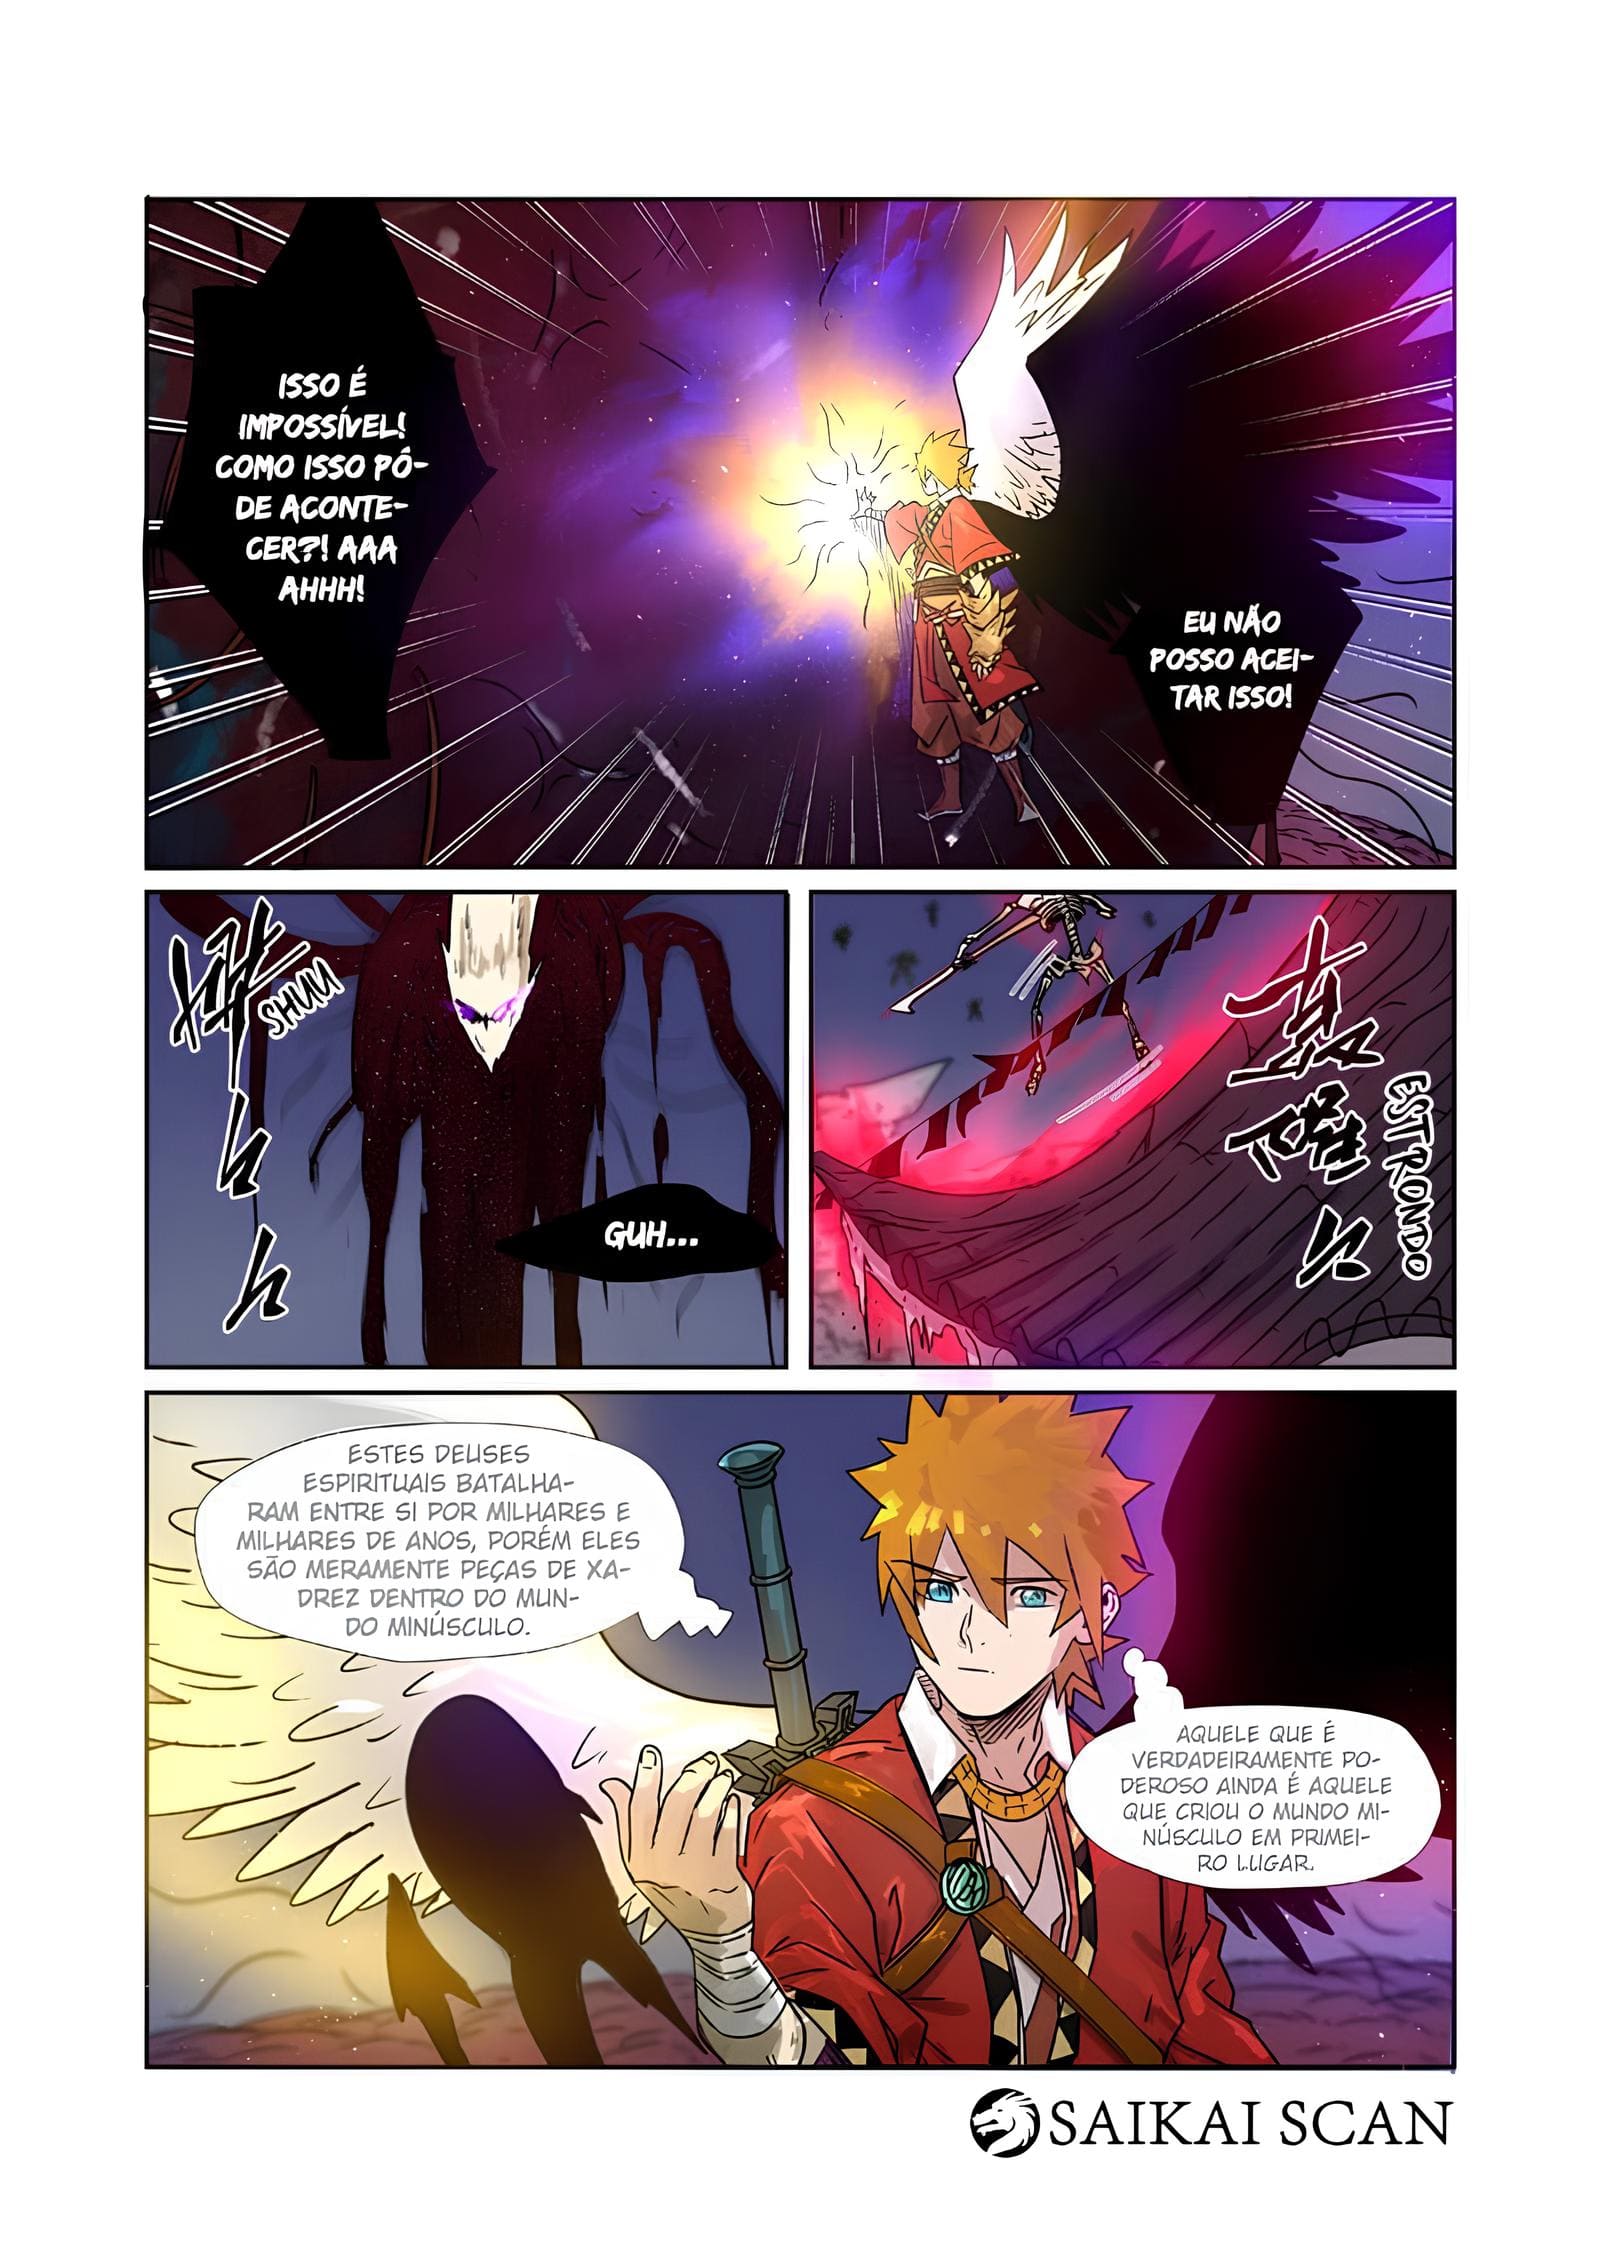 ISSO É
IMPOSSÍVEL!
COMO ISSO PÓ-
DE ACONTE-
CER?! AAA
AHHH!
EU NÃO
POSSO ACEI-
TAR ISSO!
SHUU
GUH...
ESTRONDO
ESTES DEUSES
ESPIRITUAIS BATALHA-
RAM ENTRE SI POR MILHARES E
MILHARES DE ANOS, PORÉM ELES
SÃO MERAMENTE PEÇAS DE XA-
DREZ DENTRO DO MUN-
DO MINÚSCULO.
AQUELE QUE É
VERDADEIRAMENTE PO-
DEROSO AINDA É AQUELE
QUE CRIOU O MUNDO MI-
NÚSCULO EM PRIMEI-
RO LUGAR.
SAIKAI SCAN